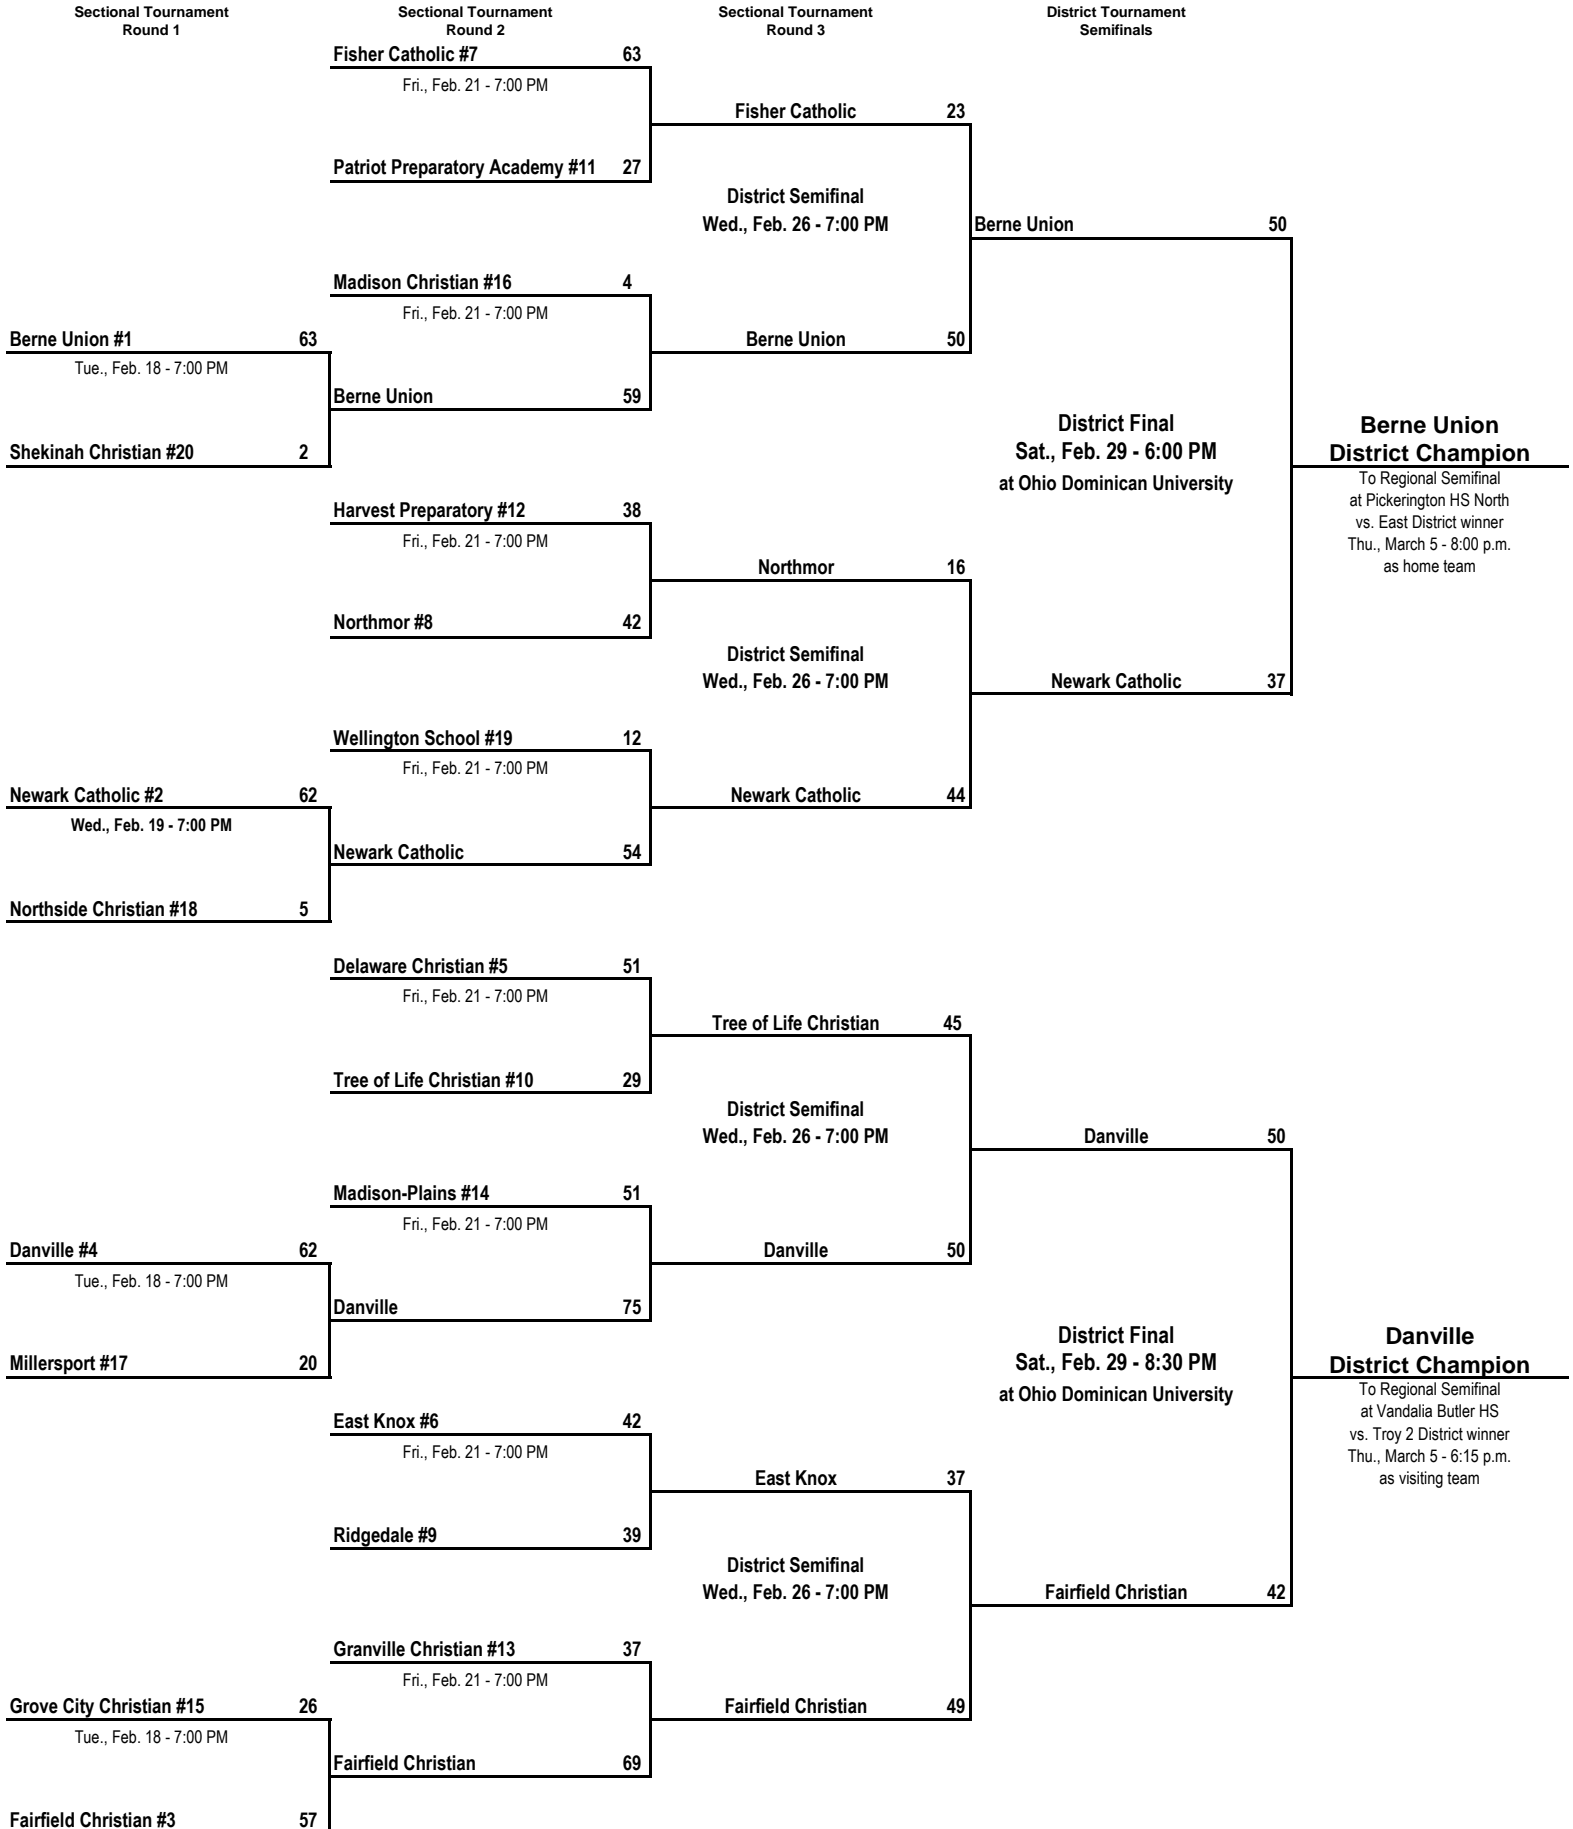 Sectional Tournament
Round 1
Sectional Tournament
Round 2
Sectional Tournament
Round 3
District Tournament
Semifinals
Fisher Catholic #7 63
Fri., Feb. 21 - 7:00 PM
Fisher Catholic 23
Patriot Preparatory Academy #11 27
District Semifinal
Wed., Feb. 26 - 7:00 PM
Berne Union 50
Madison Christian #16 4
Fri., Feb. 21 - 7:00 PM
Berne Union #1 63
Berne Union 50
Tue., Feb. 18 - 7:00 PM
Berne Union 59
District Final
Sat., Feb. 29 - 6:00 PM
at Ohio Dominican University
Berne Union
District Champion
To Regional Semifinal
at Pickerington HS North
vs. East District winner
Thu., March 5 - 8:00 p.m.
as home team
Shekinah Christian #20 2
Harvest Preparatory #12 38
Fri., Feb. 21 - 7:00 PM
Northmor 16
Northmor #8 42
District Semifinal
Wed., Feb. 26 - 7:00 PM
Newark Catholic 37
Wellington School #19 12
Fri., Feb. 21 - 7:00 PM
Newark Catholic #2 62
Newark Catholic 44
Wed., Feb. 19 - 7:00 PM
Newark Catholic 54
Northside Christian #18 5
Delaware Christian #5 51
Fri., Feb. 21 - 7:00 PM
Tree of Life Christian 45
Tree of Life Christian #10 29
District Semifinal
Wed., Feb. 26 - 7:00 PM
Danville 50
Madison-Plains #14 51
Fri., Feb. 21 - 7:00 PM
Danville #4 62
Danville 50
Tue., Feb. 18 - 7:00 PM
Danville 75
District Final
Sat., Feb. 29 - 8:30 PM
at Ohio Dominican University
Danville
District Champion
To Regional Semifinal
at Vandalia Butler HS
vs. Troy 2 District winner
Thu., March 5 - 6:15 p.m.
as visiting team
Millersport #17 20
East Knox #6 42
Fri., Feb. 21 - 7:00 PM
East Knox 37
Ridgedale #9 39
District Semifinal
Wed., Feb. 26 - 7:00 PM
Fairfield Christian 42
Granville Christian #13 37
Fri., Feb. 21 - 7:00 PM
Grove City Christian #15 26
Fairfield Christian 49
Tue., Feb. 18 - 7:00 PM
Fairfield Christian 69
Fairfield Christian #3 57